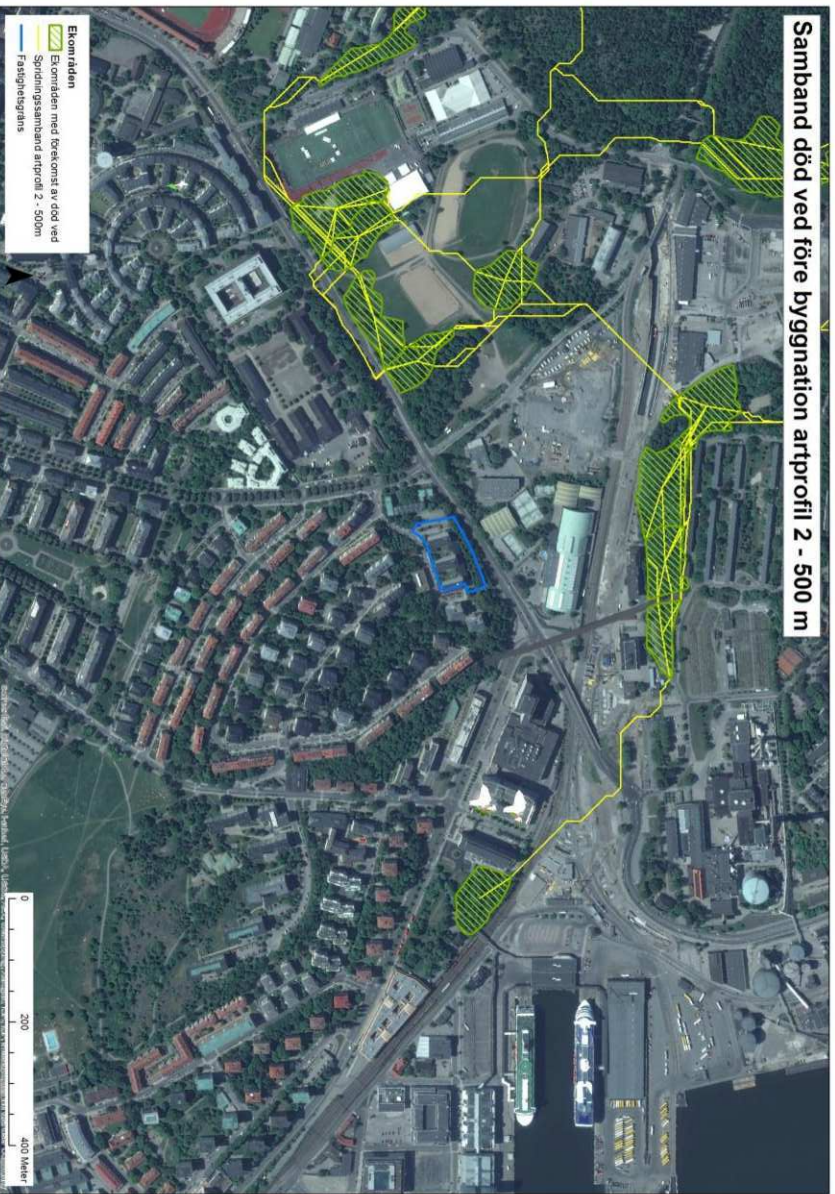 Samband död ved före byggnation artprofil 2 - 500 m
Ekområden
Ekområden med förekomst av död ved
Spridningssamband artprofil 2 - 500m
Fastighetsgräns
0
200
400 Meter